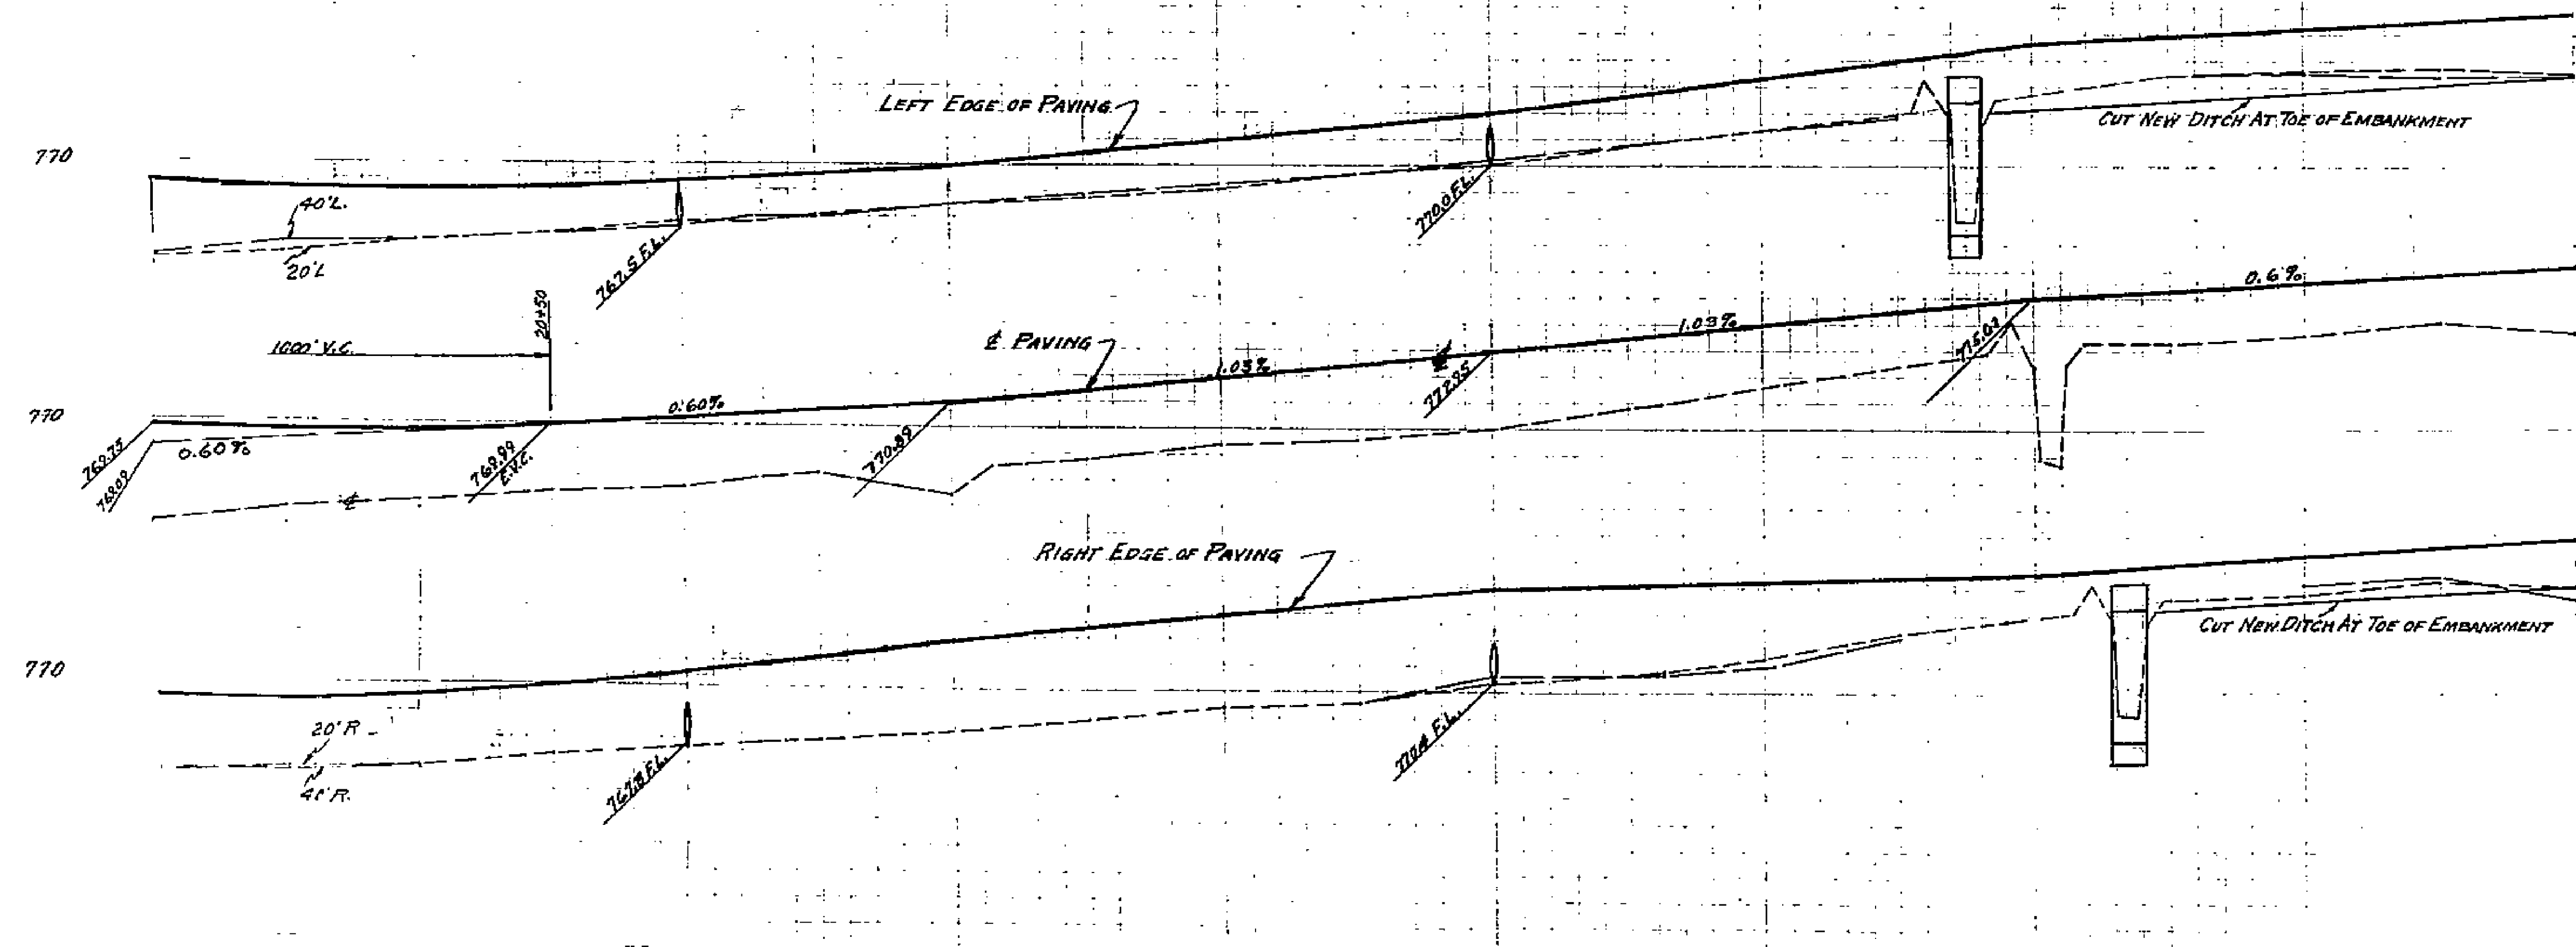 LEFT EDGE OF PAVING
CUT NEW DITCH AT TOE OF EMBANKMENT
770
40'L.
20'L
767.5 F.L.
770.0 F.L.
20+50
1000' V.C.
₵ PAVING
0.6%
1.03%
1.03%
775.01
772.95
770
0.60%
769.75
768.09
0.60%
769.99
E.V.C.
770.89
₵
₵
RIGHT EDGE OF PAVING
CUT NEW DITCH AT TOE OF EMBANKMENT
770
20'R
40'R.
767.8 F.L.
770.4 F.L.